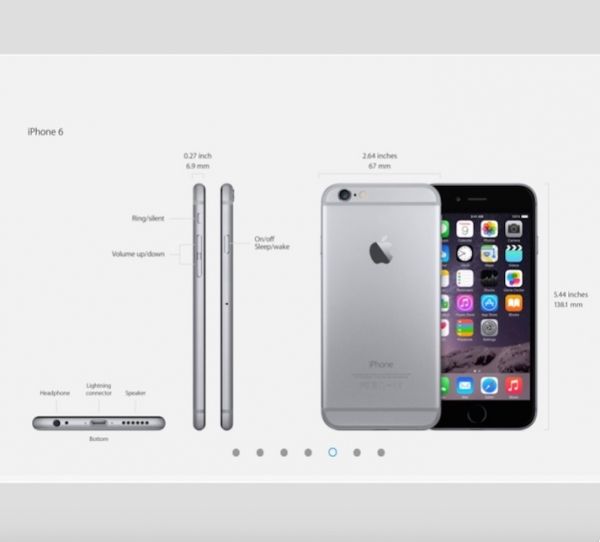 iPhone 6
0.27 inch
6.9 mm
2.64 inches
67 mm
Ring/silent
Volume up/down
On/off
Sleep/wake
5.44 inches
138.1 mm
iPhone
Headphone
Lightning
connector
Speaker
Bottom